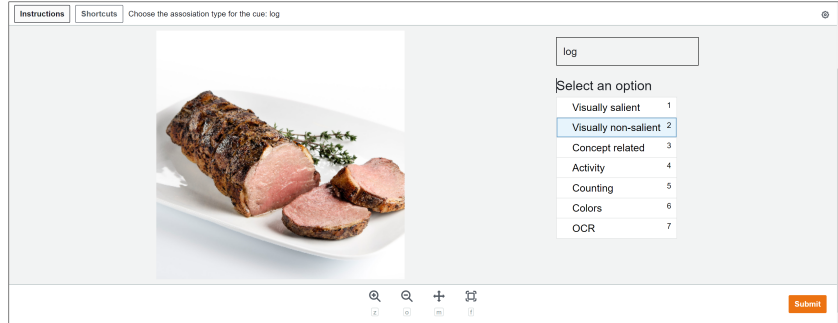 Instructions Shortcuts Choose the assosiation type for the cue: log
log
Select an option
Visually salient 1
Visually non-salient 2
Concept related 3
Activity 4
Counting 5
Colors 6
OCR 7
z o m f
Submit